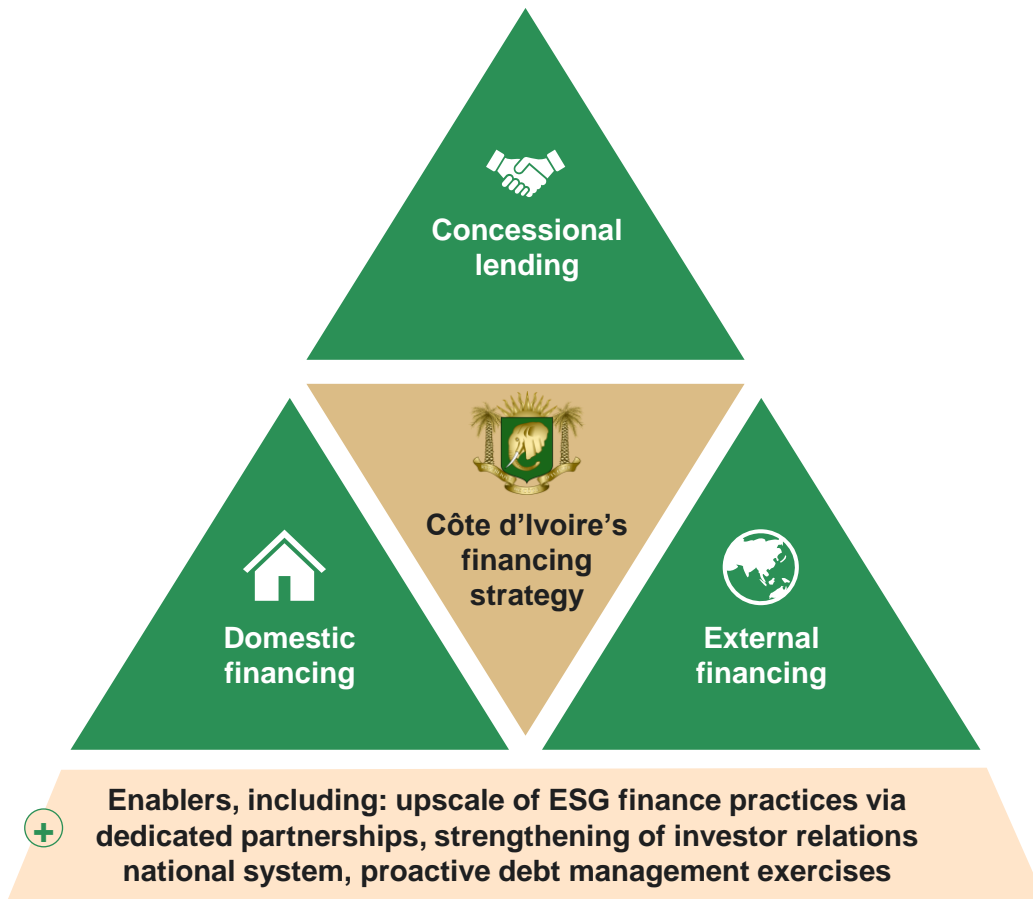 Concessional
lending
Côte d’Ivoire’s
financing
strategy
Domestic
financing
External
financing
Enablers, including: upscale of ESG finance practices via
dedicated partnerships, strengthening of investor relations
national system, proactive debt management exercises
+